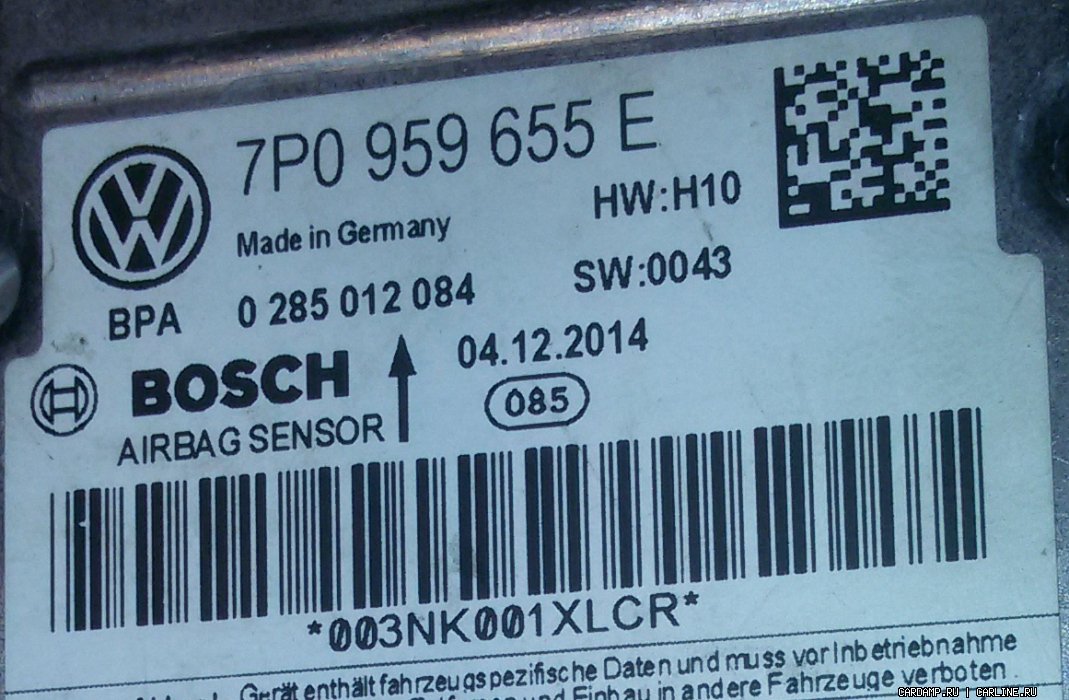 7P0 959 655 E
HW:H10
Made in Germany
SW:0043
BPA 0 285 012 084
04.12.2014
BOSCH
085
AIRBAG SENSOR
*003NK001XLCR*
Gerät enthält fahrzeugspezifische Daten und muss vor Inbetriebnahme
und Einbau in andere Fahrzeuge verboten.
CARDAMP.RU | CARLINE.RU